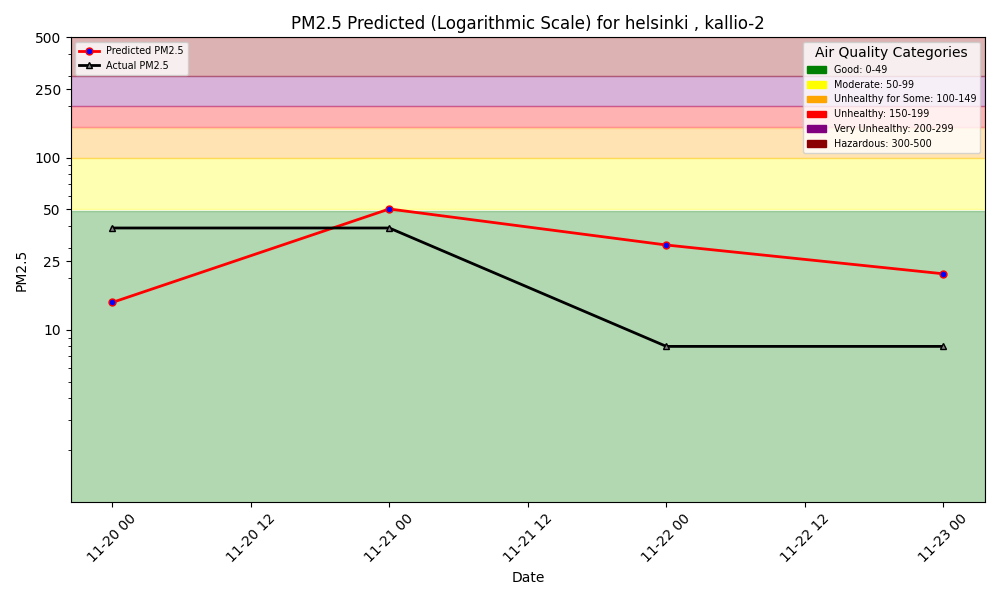 PM2.5 Predicted (Logarithmic Scale) for helsinki , kallio-2
Predicted PM2.5
Actual PM2.5
Air Quality Categories
Good: 0-49
Moderate: 50-99
Unhealthy for Some: 100-149
Unhealthy: 150-199
Very Unhealthy: 200-299
Hazardous: 300-500
500
250
100
50
25
10
PM2.5
11-20 00
11-20 12
11-21 00
11-21 12
11-22 00
11-22 12
11-23 00
Date